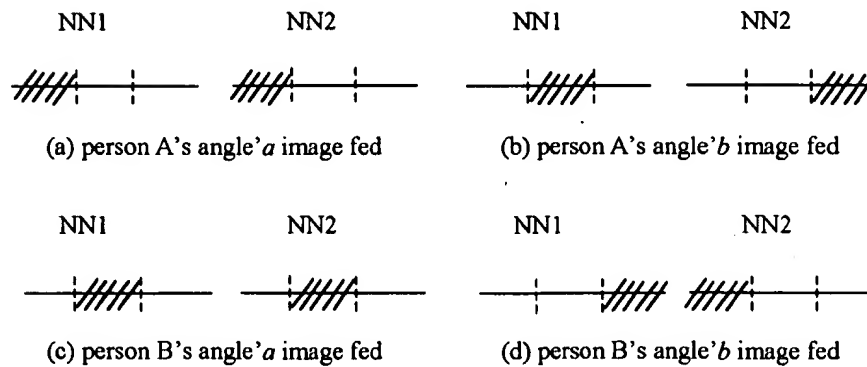 NN1 NN2 NN1 NN2
(a) person A's angle'a image fed (b) person A's angle'b image fed
NN1 NN2 NN1 NN2
(c) person B's angle'a image fed (d) person B's angle'b image fed